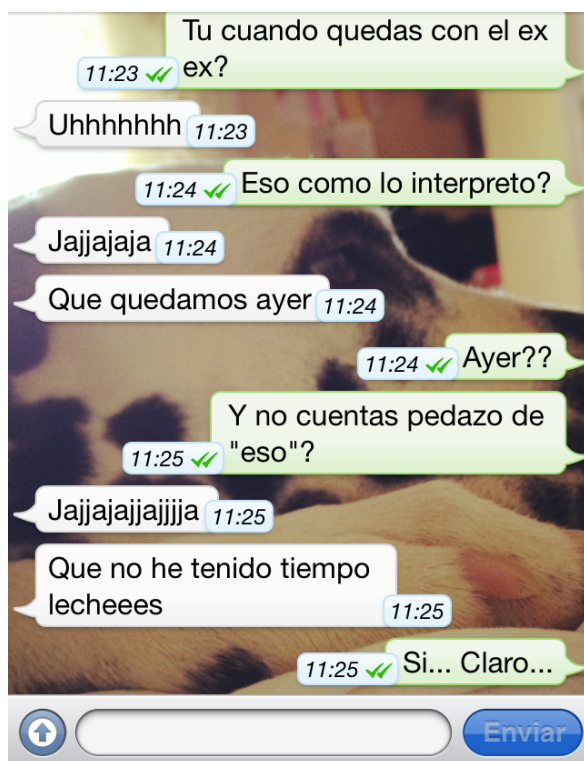 Tu cuando quedas con el ex
ex?
11:23
Uhhhhhhh 11:23
11:24 Eso como lo interpreto?
Jajjajaja 11:24
Que quedamos ayer 11:24
11:24 Ayer??
Y no cuentas pedazo de
"eso"?
11:25
Jajjajajjajjjja 11:25
Que no he tenido tiempo
lecheees
11:25
11:25 Si... Claro...
Enviar